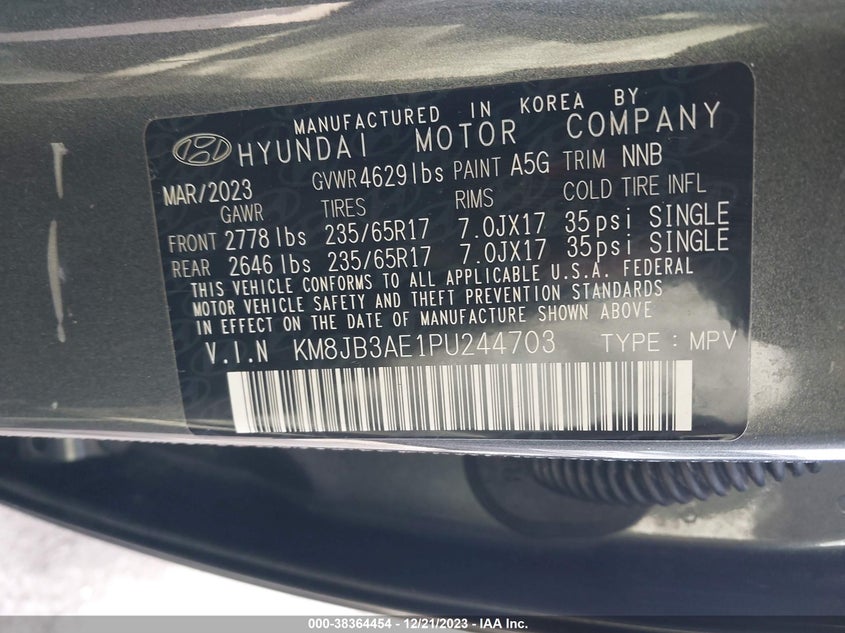 MANUFACTURED IN KOREA BY
HYUNDAI MOTOR COMPANY
MAR/2023 GVWR 4629 lbs PAINT A5G TRIM NNB
GAWR TIRES RIMS COLD TIRE INFL
FRONT 2778 lbs 235/65R17 7.0JX17 35psi SINGLE
REAR 2646 lbs 235/65R17 7.0JX17 35psi SINGLE
THIS VEHICLE CONFORMS TO ALL APPLICABLE U.S.A. FEDERAL
MOTOR VEHICLE SAFETY AND THEFT PREVENTION STANDARDS
IN EFFECT ON THE DATE OF MANUFACTURE SHOWN ABOVE
V.I.N KM8JB3AE1PU244703 TYPE : MPV
000-38364454 - 12/21/2023 - IAA Inc.